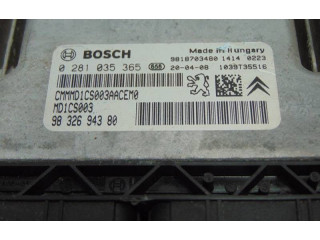 BOSCH
Made in Hungary
0 281 035 365
9818703480 1414 0223
20-04-08 1039735516
CMMMD1CS003AACEM0
MD1CS003
98 326 943 80